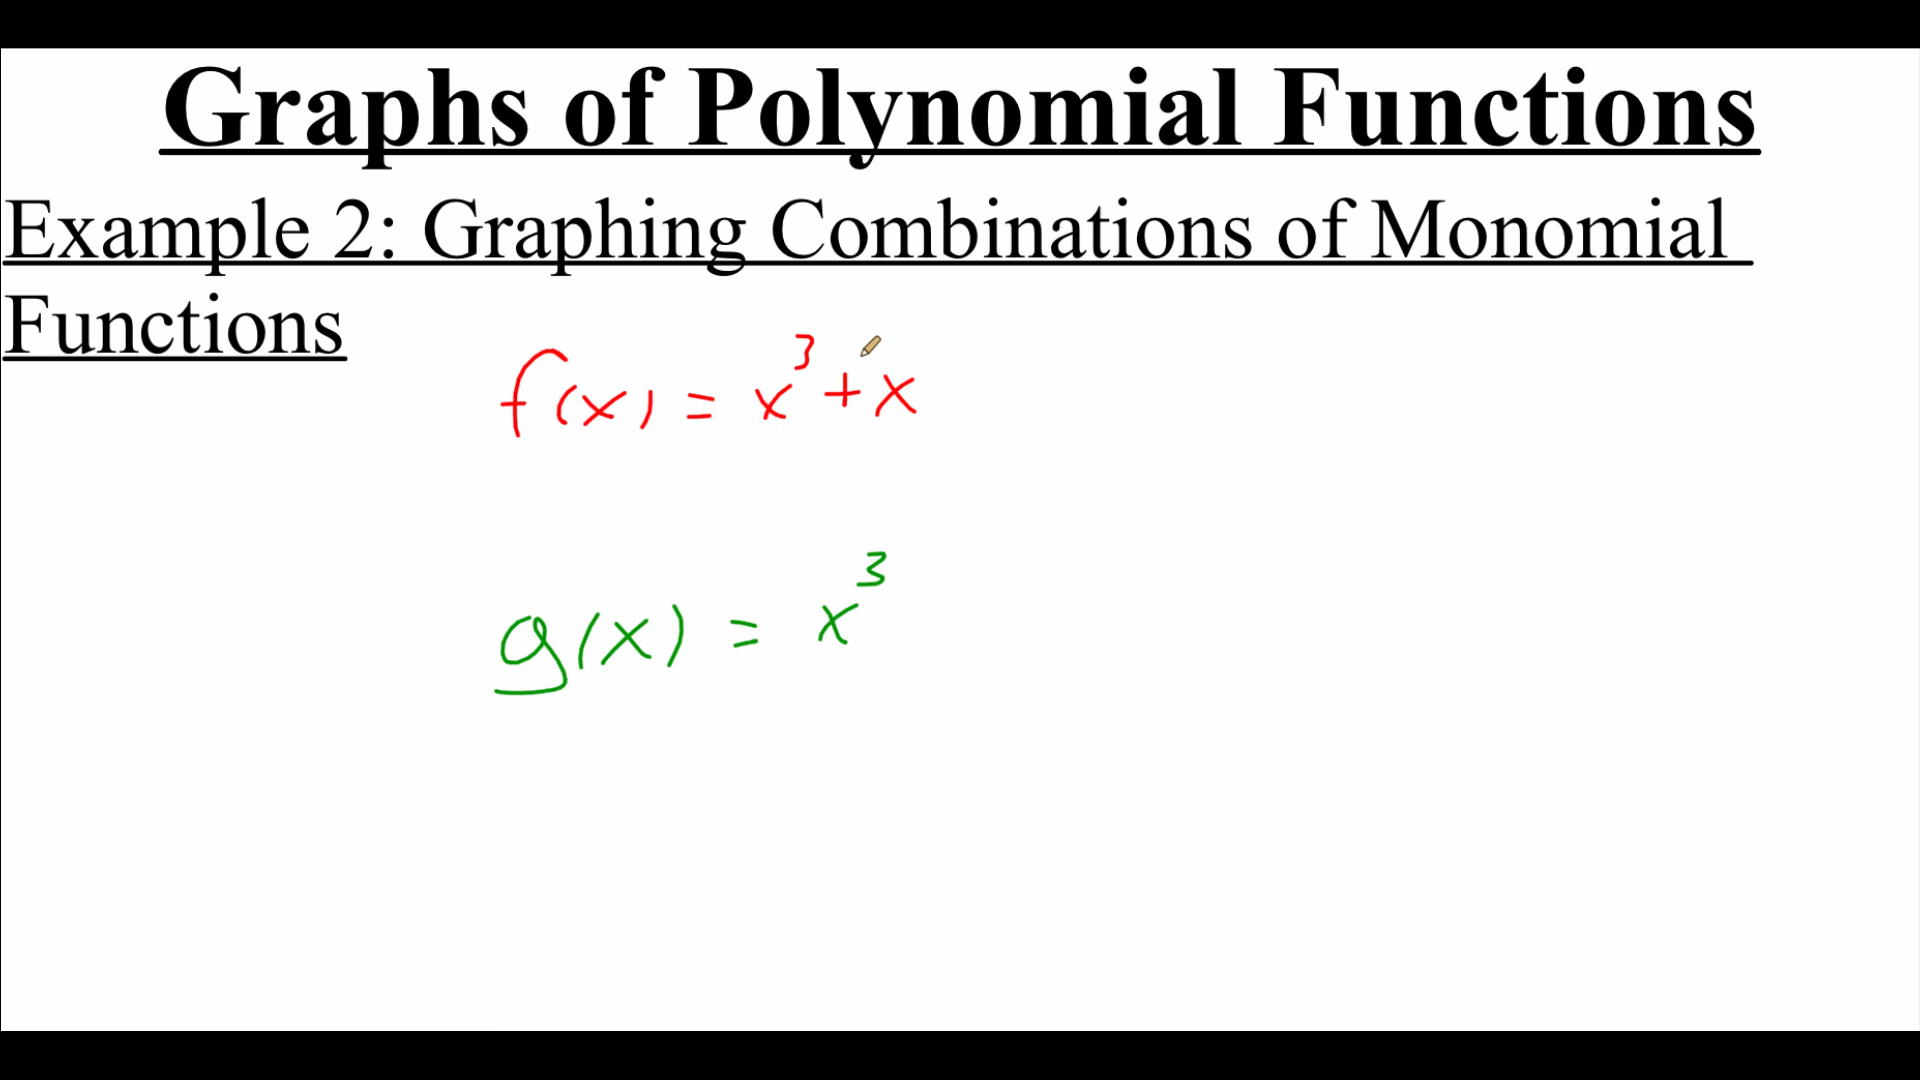 Graphs of Polynomial Functions
Example 2: Graphing Combinations of Monomial
Functions
f(x) = x³ + x
g(x) = x³